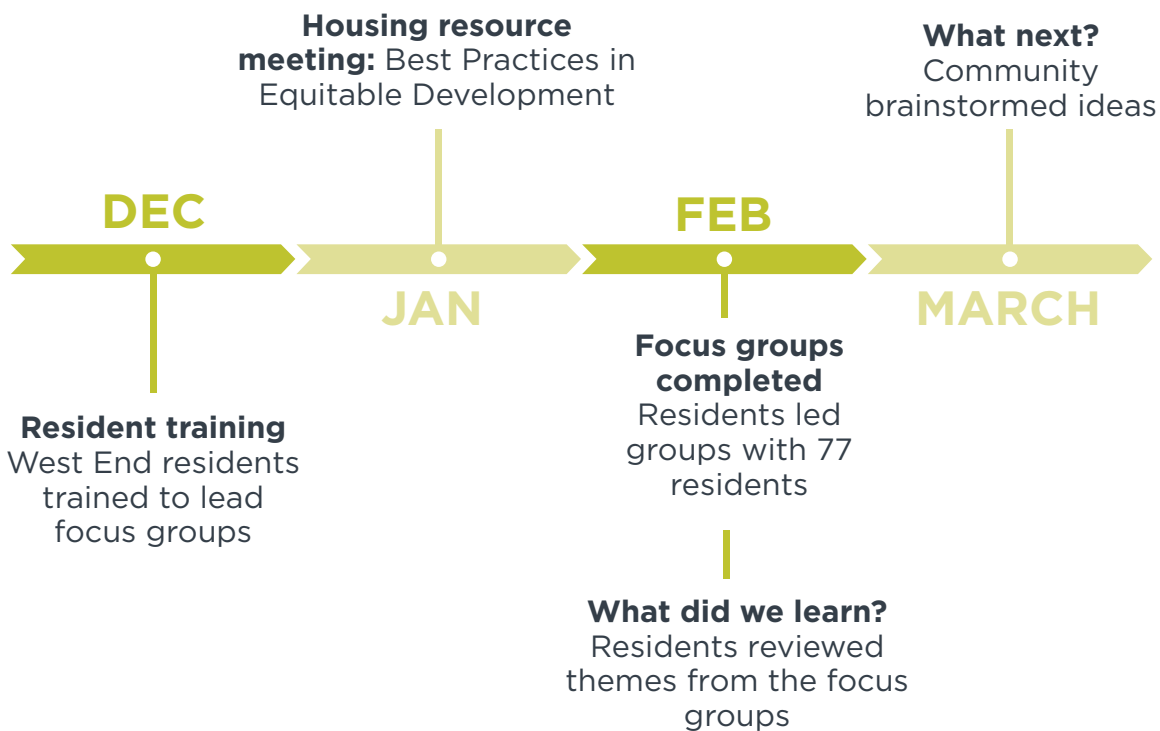 Housing resource
meeting: Best Practices in
Equitable Development
What next?
Community
brainstormed ideas
DEC
FEB
JAN
MARCH
Resident training
West End residents
trained to lead
focus groups
Focus groups
completed
Residents led
groups with 77
residents
What did we learn?
Residents reviewed
themes from the focus
groups